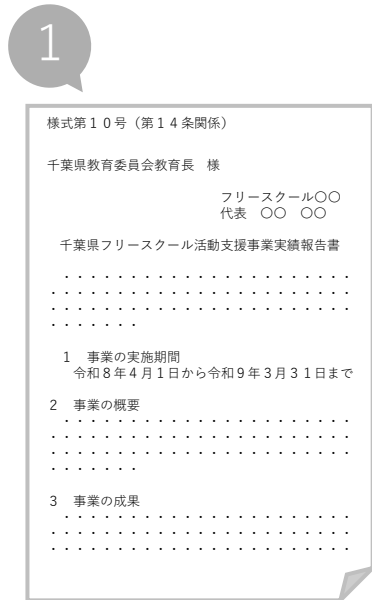 1
様式第１０号（第１４条関係）
千葉県教育委員会教育長　様
フリースクール〇〇
代表　〇〇　〇〇
千葉県フリースクール活動支援事業実績報告書
・・・・・・・・・・・・・・・・・・
・・・・・・・・・・・・・・・・・・・
・・・・・・・・・・・・・・・・・・・
・・・・・・
１　事業の実施期間
令和８年４月１日から令和９年３月３１日まで
２　事業の概要
・・・・・・・・・・・・・・・・・・
・・・・・・・・・・・・・・・・・・・
・・・・・・・・・・・・・・・・・・・
・・・・・・
３　事業の成果
・・・・・・・・・・・・・・・・・・
・・・・・・・・・・・・・・・・・・・
・・・・・・・・・・・・・・・・・・・